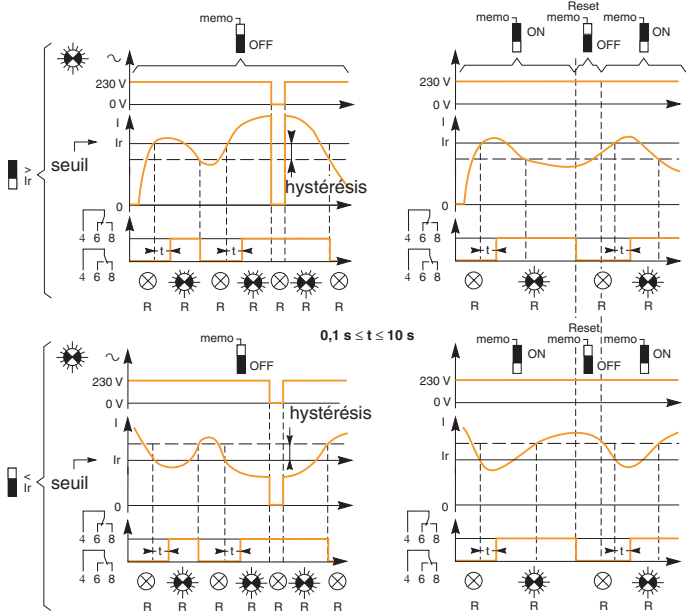 memo
OFF
Reset
memo ON
memo OFF
memo ON
230 V
0 V
230 V
0 V
I
Ir
0
I
Ir
0
> Ir
seuil
hystérésis
4 6 8
4 6 8
t
t
4 6 8
4 6 8
t
t
R R R R R R
R R R R
0,1 s ≤ t ≤ 10 s
memo
OFF
Reset
memo ON
memo OFF
memo ON
230 V
0 V
230 V
0 V
I
hystérésis
Ir
0
I
Ir
0
< Ir
seuil
4 6 8
4 6 8
t
t
4 6 8
4 6 8
t
t
R R R R R R
R R R R